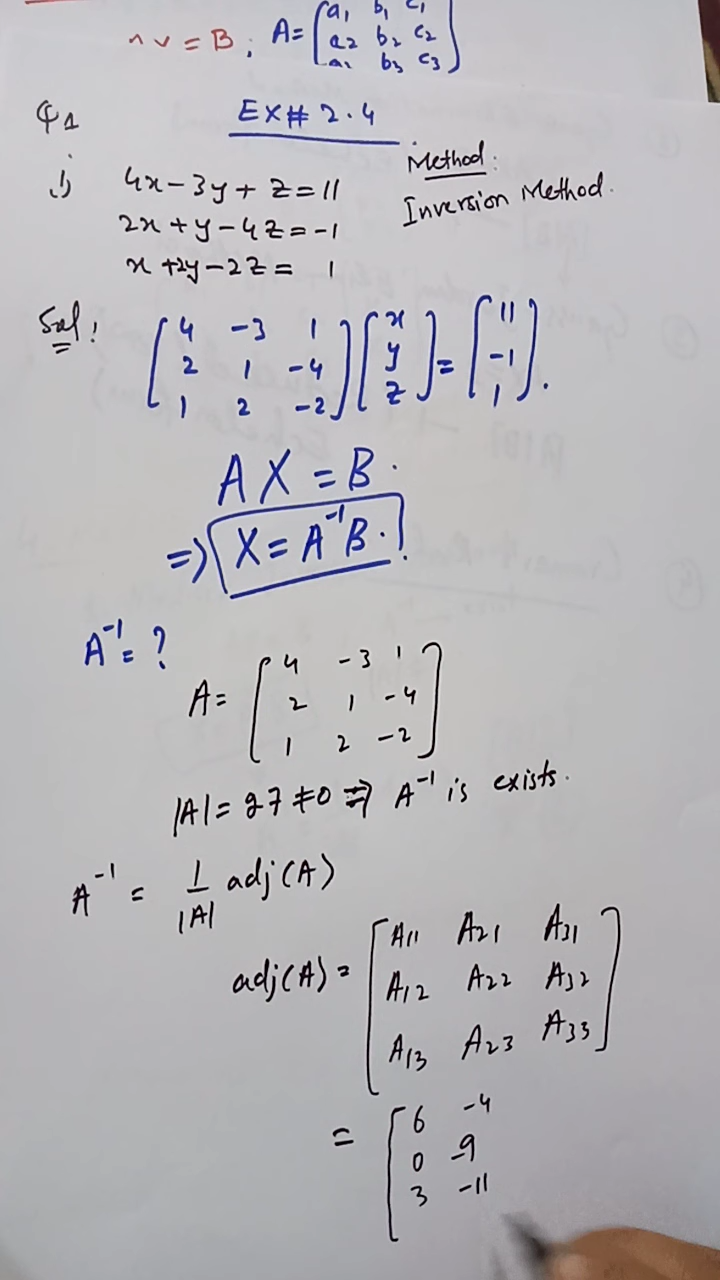 = B ; A = [a1 b1 c1
a2 b2 c2
b3 c3]
EX# 2.4
Q1
i) 4x - 3y + z = 11
Method:
2x + y - 4z = -1
Inversion Method.
x + 2y - 2z = 1
Sol:
[4 -3 1
2 1 -4
1 2 -2] [x
y
z] = [11
-1
1].
AX = B.
=> X = A⁻¹B.
A⁻¹ = ?
A = [4 -3 1
2 1 -4
1 2 -2]
|A| = 27 ≠ 0 => A⁻¹ is exists.
A⁻¹ = 1/|A| adj(A)
adj(A) = [A11 A21 A31
A12 A22 A32
A13 A23 A33]
= [6 -4
0 -9
3 -11